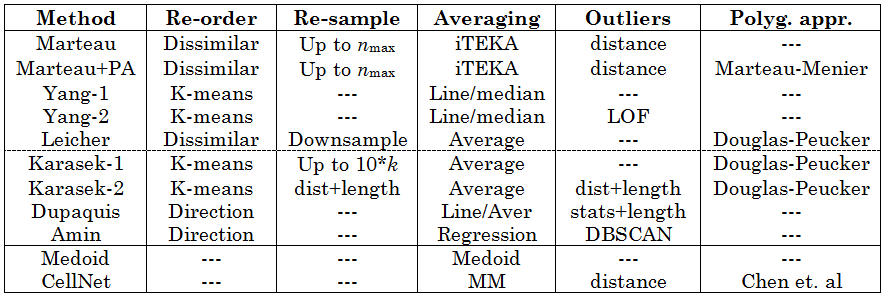 Method Re-order Re-sample Averaging Outliers Polyg. appr.
Marteau Dissimilar Up to nmax iTEKA distance ---
Marteau+PA Dissimilar Up to nmax iTEKA distance Marteau-Menier
Yang-1 K-means --- Line/median --- ---
Yang-2 K-means --- Line/median LOF ---
Leicher Dissimilar Downsample Average --- Douglas-Peucker
Karasek-1 K-means Up to 10*k Average --- Douglas-Peucker
Karasek-2 K-means dist+length Average dist+length Douglas-Peucker
Dupaquis Direction --- Line/Aver stats+length ---
Amin Direction --- Regression DBSCAN ---
Medoid --- --- Medoid --- ---
CellNet --- --- MM distance Chen et. al